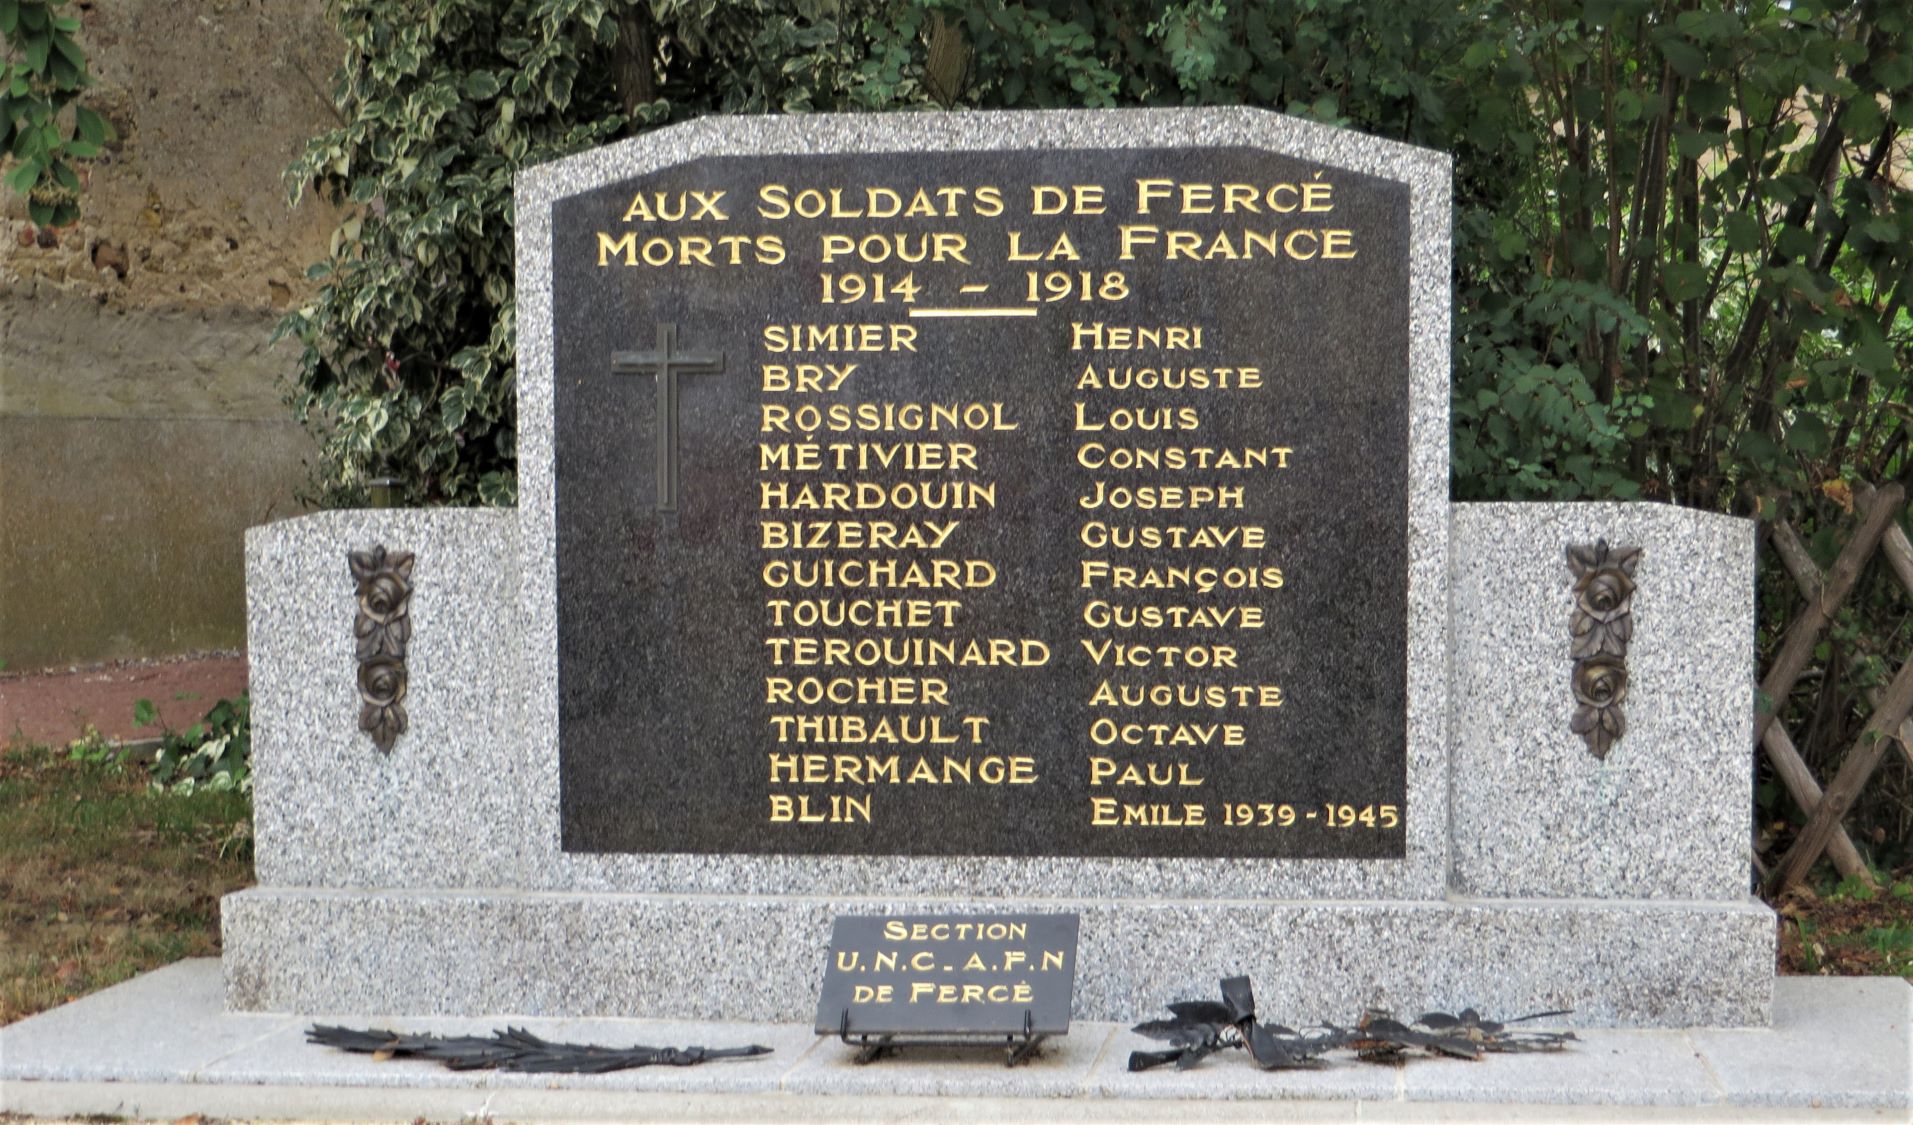 AUX SOLDATS DE FERCÉ
MORTS POUR LA FRANCE
1914 - 1918
SIMIER HENRI
BRY AUGUSTE
ROSSIGNOL LOUIS
MÉTIVIER CONSTANT
HARDOUIN JOSEPH
BIZERAY GUSTAVE
GUICHARD FRANÇOIS
TOUCHET GUSTAVE
TEROUINARD VICTOR
ROCHER AUGUSTE
THIBAULT OCTAVE
HERMANGE PAUL
BLIN EMILE 1939-1945
SECTION
U.N.C-A.F.N
DE FERCÉ